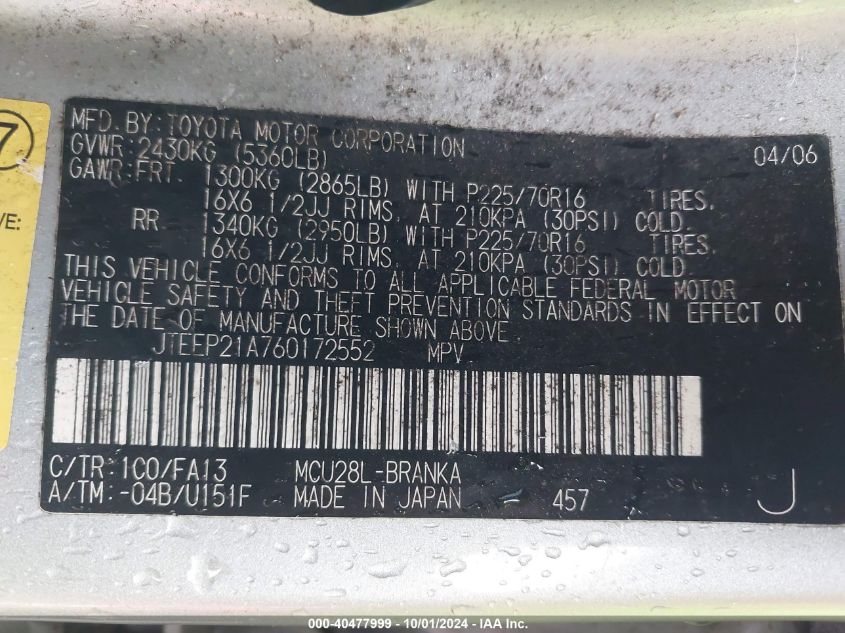 7
VE:
MFD. BY: TOYOTA MOTOR CORPORATION 04/06
GVWR: 2430KG (5360LB)
GAWR: FRT 1300KG (2865LB) WITH P225/70R16 TIRES,
16X6 1/2JJ RIMS, AT 210KPA (30PSI) COLD.
RR 1340KG (2950LB) WITH P225/70R16 TIRES,
16X6 1/2JJ RIMS, AT 210KPA (30PSI) COLD.
THIS VEHICLE CONFORMS TO ALL APPLICABLE FEDERAL MOTOR
VEHICLE SAFETY AND THEFT PREVENTION STANDARDS IN EFFECT ON
THE DATE OF MANUFACTURE SHOWN ABOVE
JTEEP21A760172552 MPV
C/TR: 1C0/FA13 MCU28L-BRANKA
A/TM: -04B/U151F MADE IN JAPAN 457 J
000-40477999 - 10/01/2024 - IAAI.com